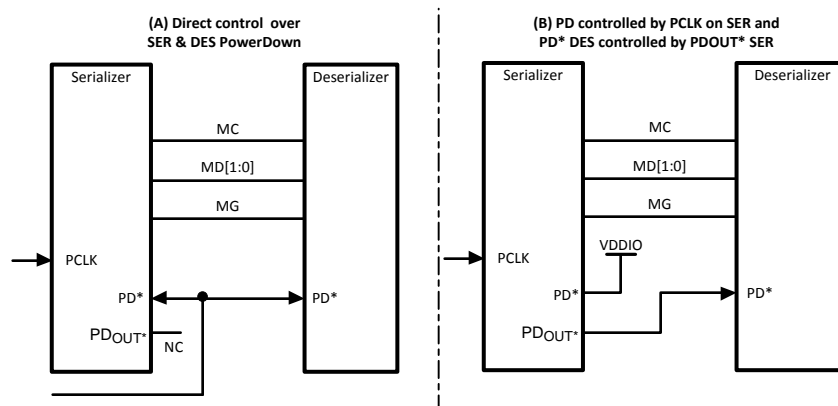 (A) Direct control over
SER & DES PowerDown
Serializer
Deserializer
MC
MD[1:0]
MG
PCLK
PD*
PD*
PDOUT*
NC
(B) PD controlled by PCLK on SER and
PD* DES controlled by PDOUT* SER
Serializer
Deserializer
MC
MD[1:0]
MG
VDDIO
PCLK
PD*
PD*
PDOUT*